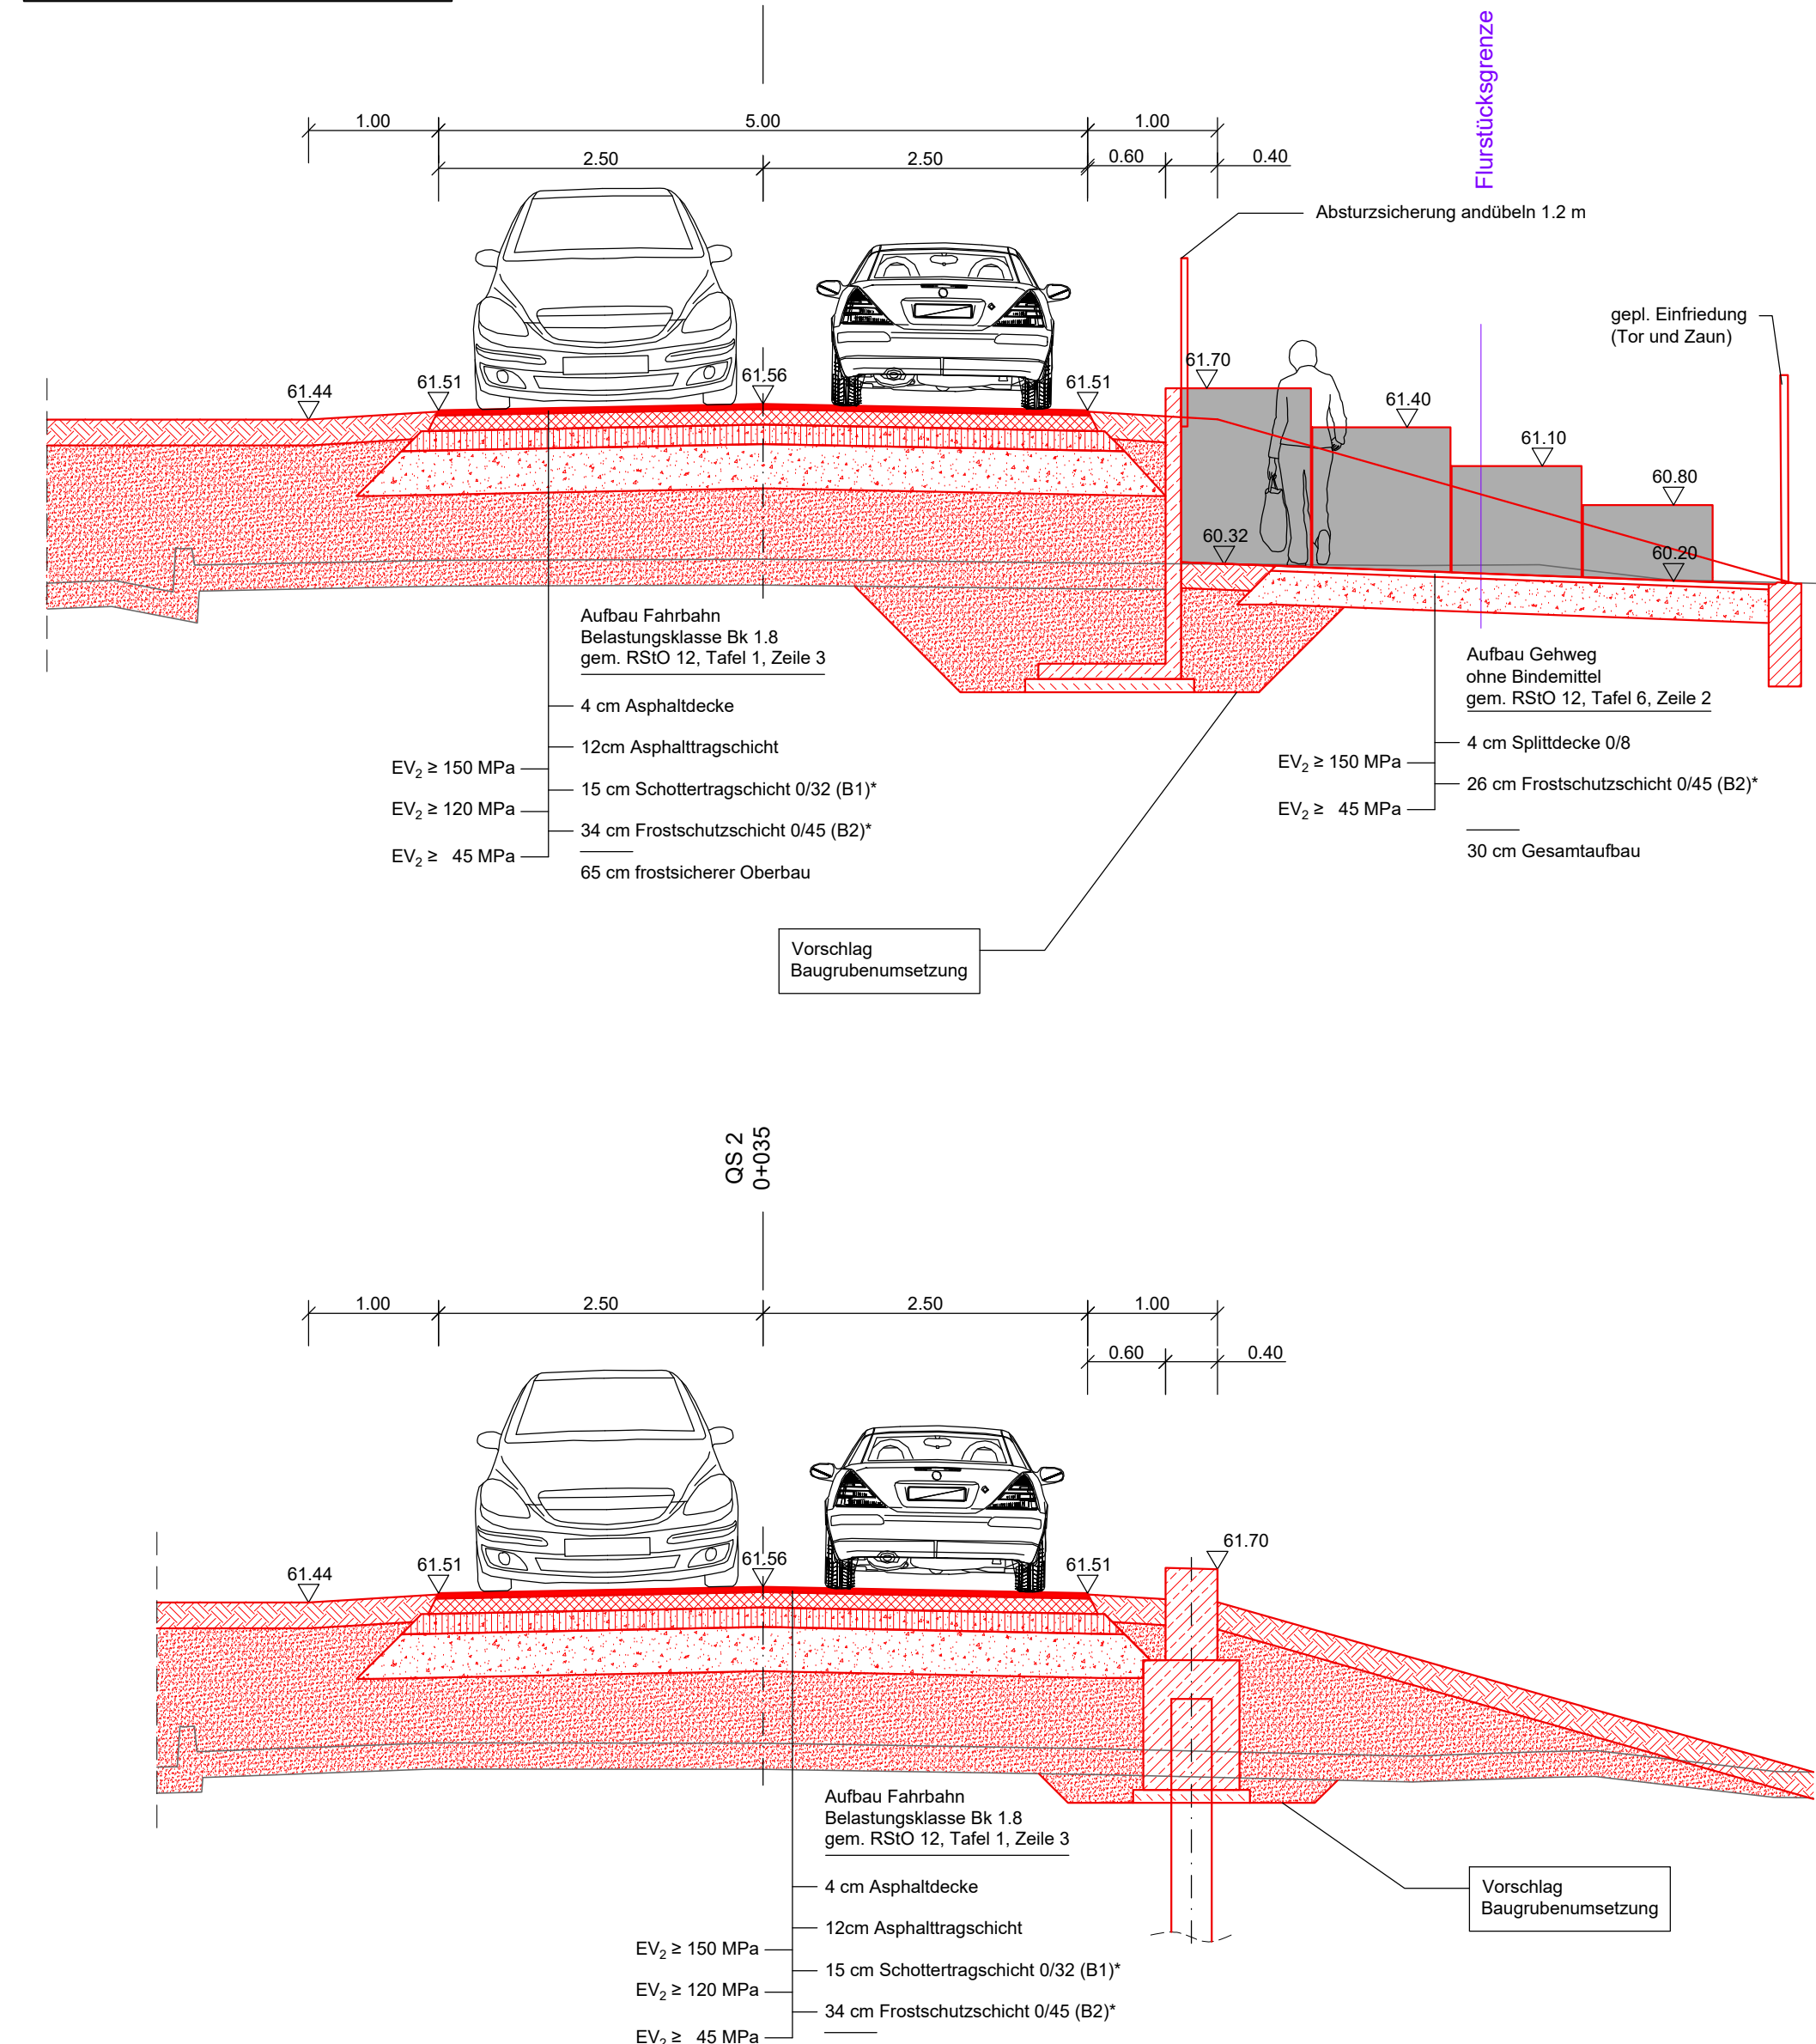 Flurstücksgrenze
1.00
5.00
1.00
2.50
2.50
0.60
0.40
Absturzsicherung andübeln 1.2 m
gepl. Einfriedung
(Tor und Zaun)
61.44
61.51
61.56
61.51
61.70
61.40
61.10
60.80
60.32
60.20
Aufbau Fahrbahn
Belastungsklasse Bk 1.8
gem. RStO 12, Tafel 1, Zeile 3
4 cm Asphaltdecke
12cm Asphalttragschicht
EV2 ≥ 150 MPa
15 cm Schottertragschicht 0/32 (B1)*
EV2 ≥ 120 MPa
34 cm Frostschutzschicht 0/45 (B2)*
EV2 ≥ 45 MPa
65 cm frostsicherer Oberbau
Aufbau Gehweg
ohne Bindemittel
gem. RStO 12, Tafel 6, Zeile 2
4 cm Splittdecke 0/8
EV2 ≥ 150 MPa
26 cm Frostschutzschicht 0/45 (B2)*
EV2 ≥ 45 MPa
30 cm Gesamtaufbau
Vorschlag
Baugrubenumsetzung
QS 2
0+035
1.00
2.50
2.50
1.00
0.60
0.40
61.44
61.51
61.56
61.51
61.70
Aufbau Fahrbahn
Belastungsklasse Bk 1.8
gem. RStO 12, Tafel 1, Zeile 3
4 cm Asphaltdecke
12cm Asphalttragschicht
EV2 ≥ 150 MPa
15 cm Schottertragschicht 0/32 (B1)*
EV2 ≥ 120 MPa
34 cm Frostschutzschicht 0/45 (B2)*
EV2 ≥ 45 MPa
Vorschlag
Baugrubenumsetzung